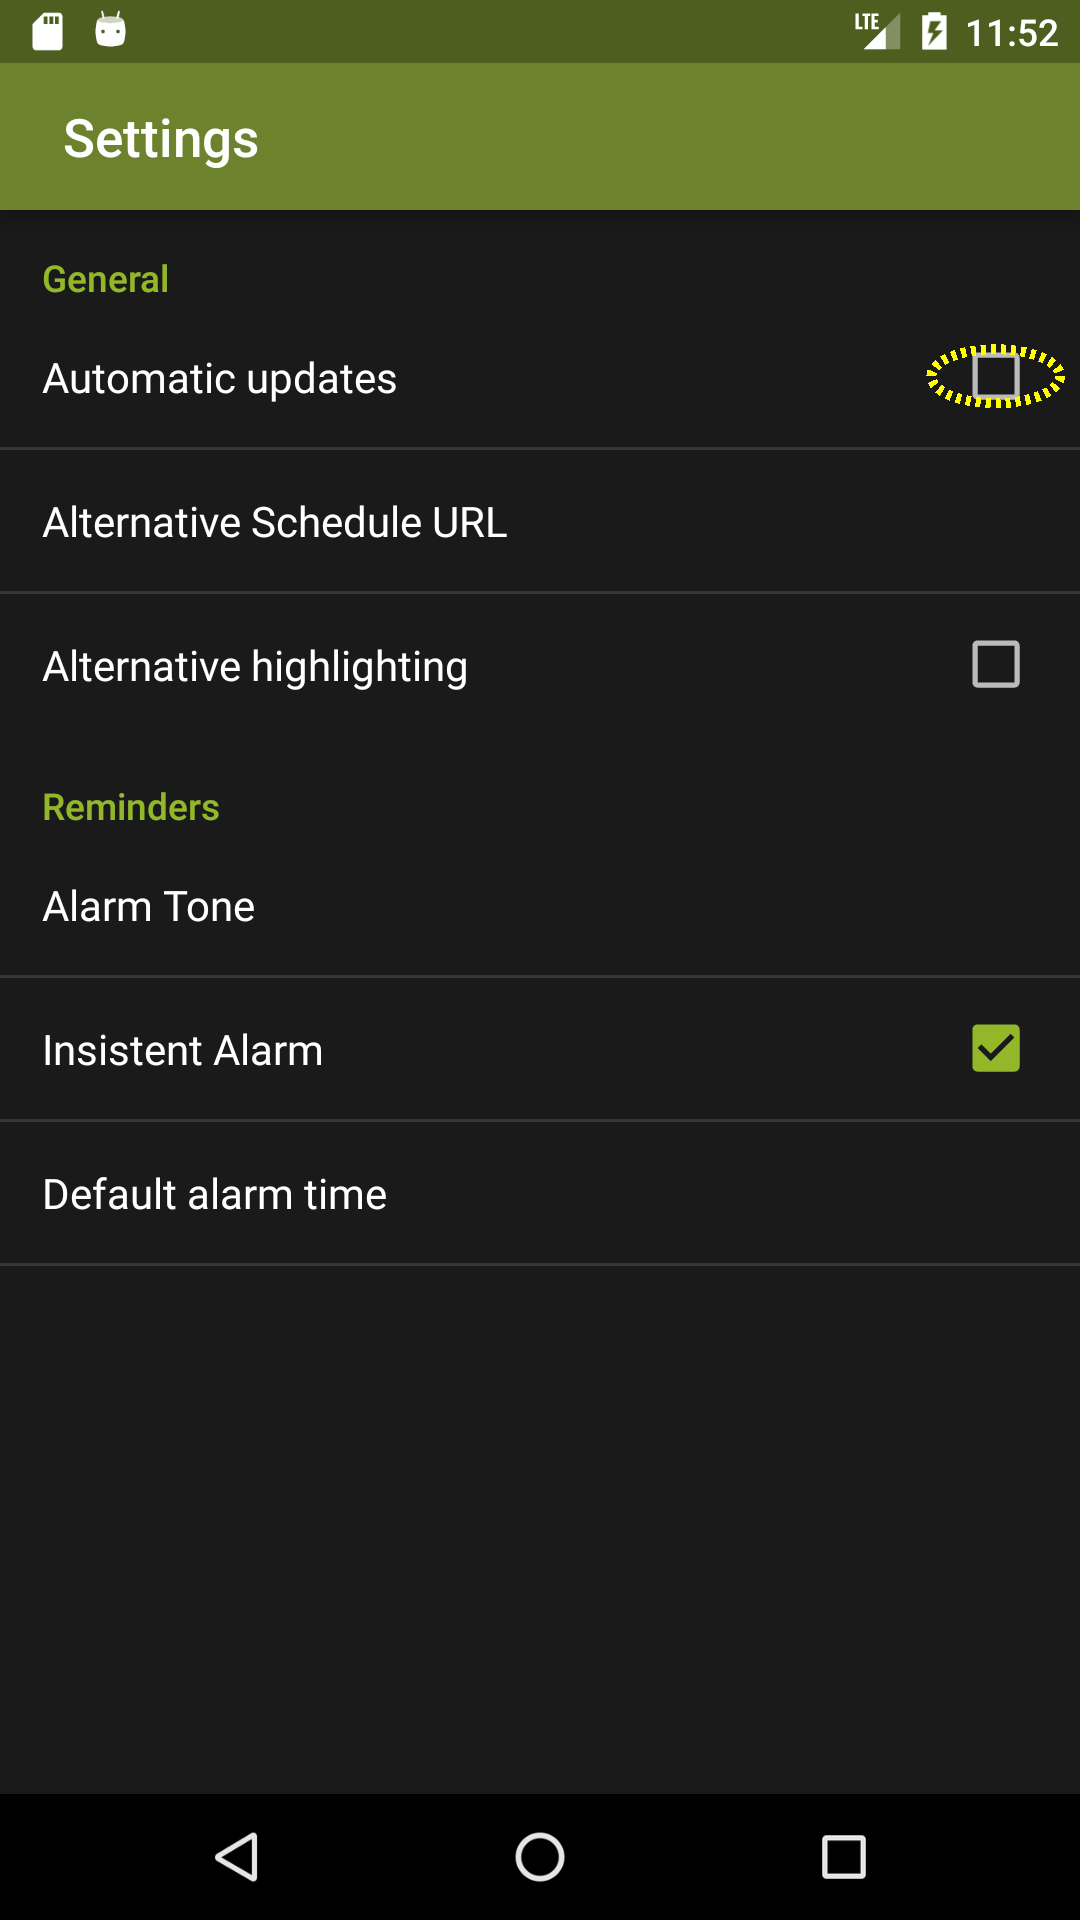 LTE 11:52
Settings
General
Automatic updates
Alternative Schedule URL
Alternative highlighting
Reminders
Alarm Tone
Insistent Alarm
Default alarm time